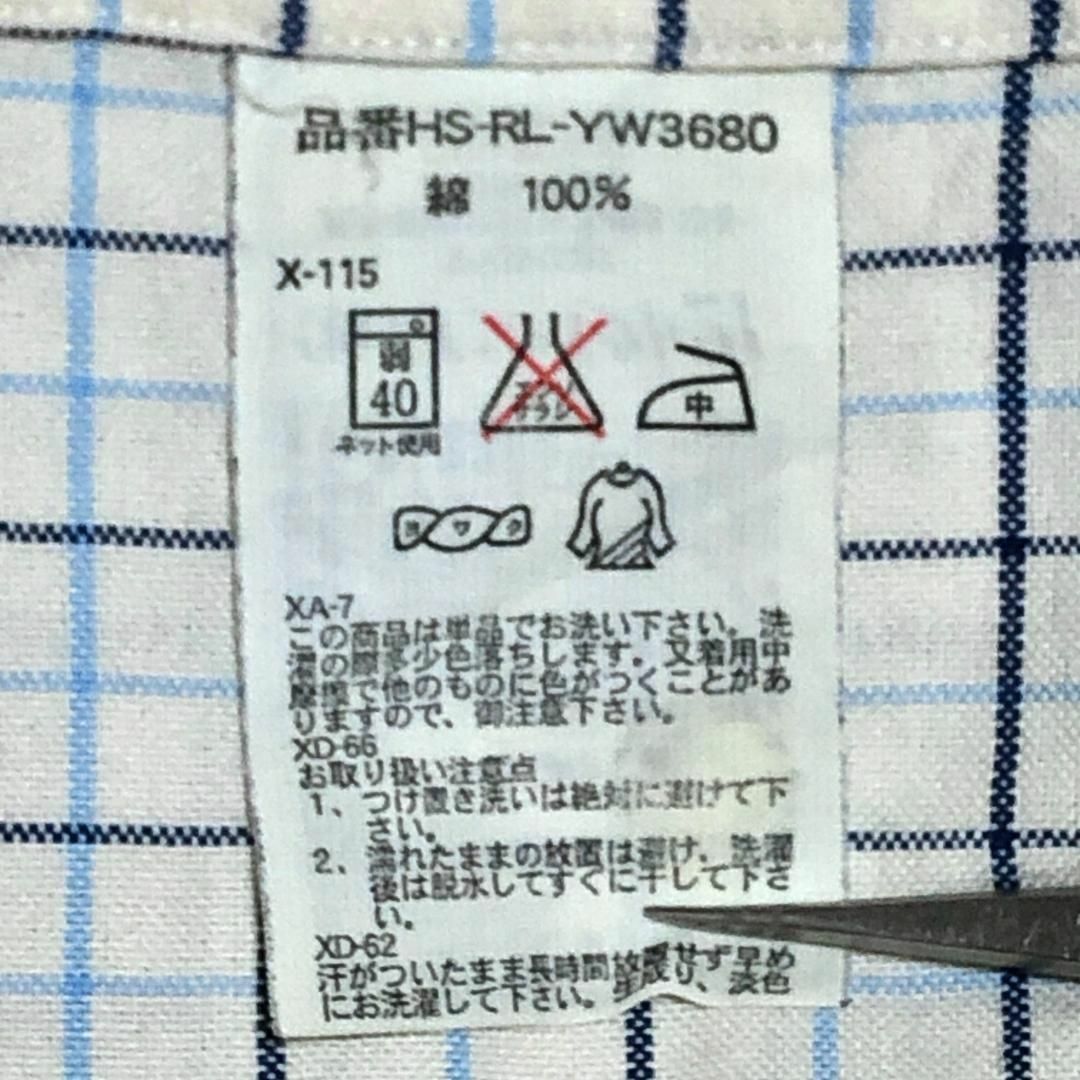 品番HS-RL-YW3680
綿 100%
X-115
弱
40
ネット使用
エンソ
サラシ
中
ヨワク
XA-7
この商品は単品でお洗い下さい。洗
濯の際多少色落ちします。又着用中
摩擦で他のものに色がつくことがあ
りますので、御注意下さい。
XD-66
お取り扱い注意点
1、つけ置き洗いは絶対に避けて下
さい。
2、濡れたままの放置は避け、洗濯
後は脱水してすぐに干して下さ
い。
XD-62
汗がついたまま長時間放置せず早め
にお洗濯して下さい。 淡色